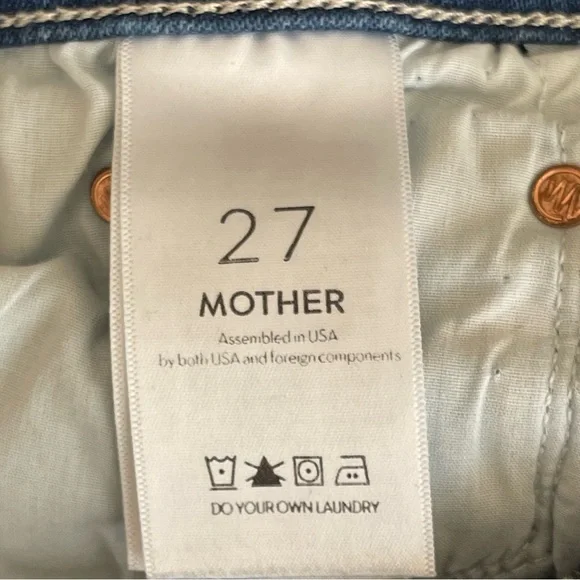 27
MOTHER
Assembled in USA
by both USA and foreign components
DO YOUR OWN LAUNDRY